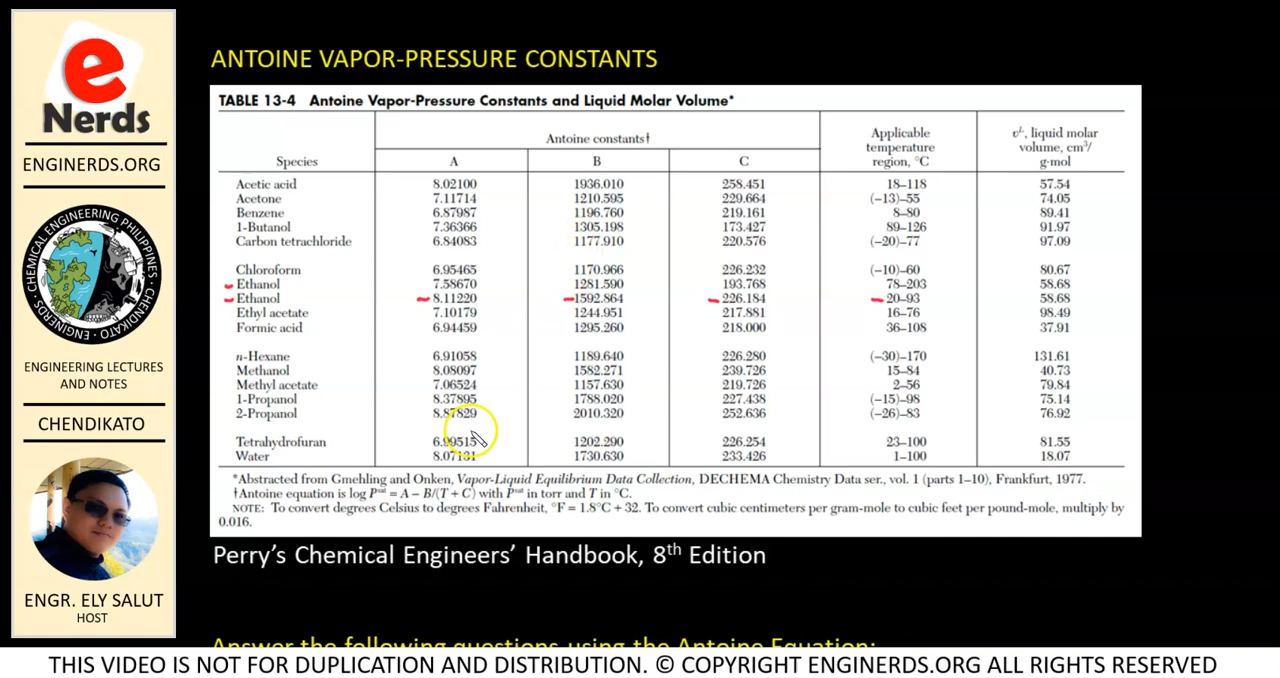 e
Nerds
ENGINERDS.ORG
CHEMICAL ENGINEERING PHILIPPINES
CHENDIKATO
ENGINEERS
CHENDIKATO
ENGINEERING LECTURES
AND NOTES
CHENDIKATO
ENGR. ELY SALUT
HOST
ANTOINE VAPOR-PRESSURE CONSTANTS
TABLE 13-4 Antoine Vapor-Pressure Constants and Liquid Molar Volume*
Species Antoine constants† Applicable temperature region, °C vᴸ, liquid molar volume, cm³/g·mol
A B C
Acetic acid 8.02100 1936.010 258.451 18–118 57.54
Acetone 7.11714 1210.595 229.664 (−13)–55 74.05
Benzene 6.87987 1196.760 219.161 8–80 89.41
1-Butanol 7.36366 1305.198 173.427 89–126 91.97
Carbon tetrachloride 6.84083 1177.910 220.576 (−20)–77 97.09
Chloroform 6.95465 1170.966 226.232 (−10)–60 80.67
Ethanol 7.58670 1281.590 193.768 78–203 58.68
Ethanol 8.11220 1592.864 226.184 20–93 58.68
Ethyl acetate 7.10179 1244.951 217.881 16–76 98.49
Formic acid 6.94459 1295.260 218.000 36–108 37.91
n-Hexane 6.91058 1189.640 226.280 (−30)–170 131.61
Methanol 8.08097 1582.271 239.726 15–84 40.73
Methyl acetate 7.06524 1157.630 219.726 2–56 79.84
1-Propanol 8.37895 1788.020 227.438 (−15)–98 75.14
2-Propanol 8.87829 2010.320 252.636 (−26)–83 76.92
Tetrahydrofuran 6.99515 1202.290 226.254 23–100 81.55
Water 8.07131 1730.630 233.426 1–100 18.07
*Abstracted from Gmehling and Onken, Vapor-Liquid Equilibrium Data Collection, DECHEMA Chemistry Data ser., vol. 1 (parts 1–10), Frankfurt, 1977.
†Antoine equation is log Pˢᵃᵗ = A − B/(T + C) with Pˢᵃᵗ in torr and T in °C.
NOTE: To convert degrees Celsius to degrees Fahrenheit, °F = 1.8°C + 32. To convert cubic centimeters per gram-mole to cubic feet per pound-mole, multiply by
0.016.
Perry's Chemical Engineers' Handbook, 8th Edition
Answer the following questions using the Antoine Equation:
THIS VIDEO IS NOT FOR DUPLICATION AND DISTRIBUTION. © COPYRIGHT ENGINERDS.ORG ALL RIGHTS RESERVED